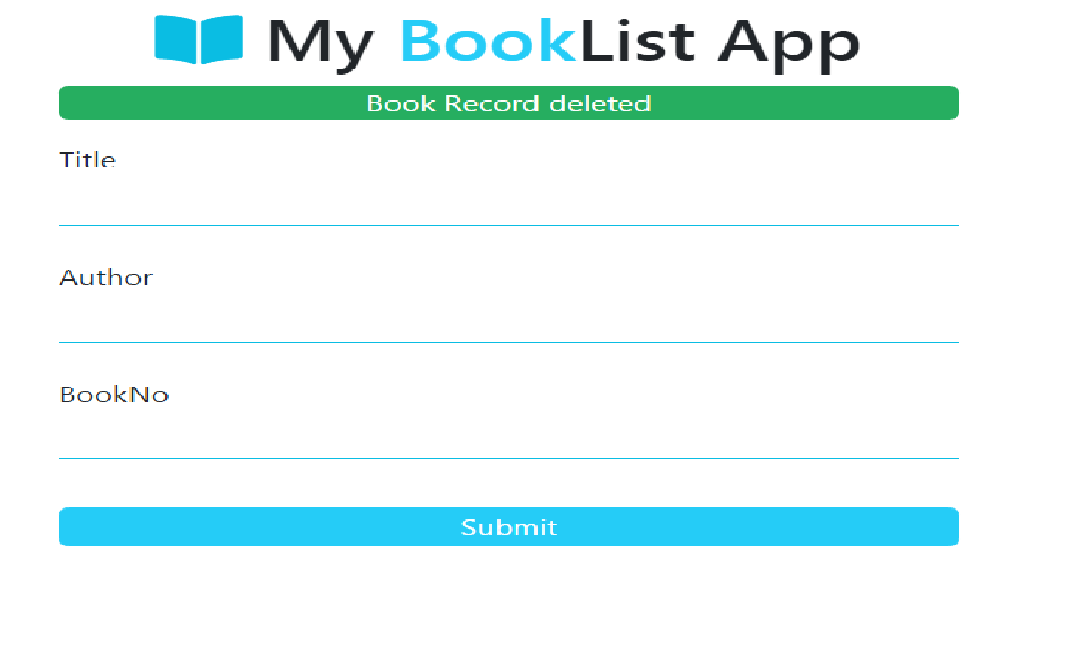 My BookList App
Book Record deleted
Title
Author
BookNo
Submit